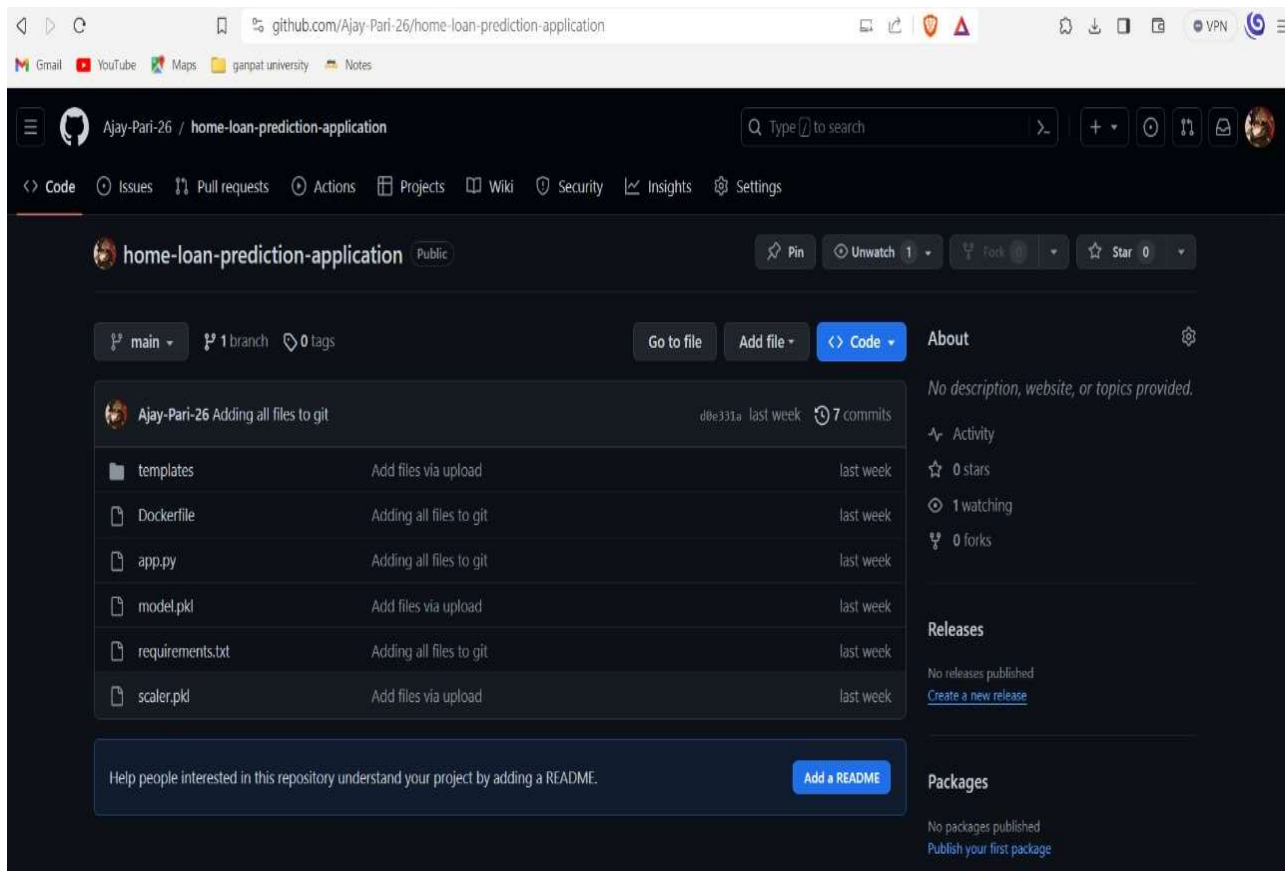 github.com/Ajay-Pari-26/home-loan-prediction-application
VPN
Gmail YouTube Maps ganpat university Notes
Ajay-Pari-26 / home-loan-prediction-application
Type / to search
Code Issues Pull requests Actions Projects Wiki Security Insights Settings
home-loan-prediction-application Public
Pin Unwatch 1 Fork 0 Star 0
main 1 branch 0 tags Go to file Add file <> Code
Ajay-Pari-26 Adding all files to git d0e331a last week 7 commits
templates Add files via upload last week
Dockerfile Adding all files to git last week
app.py Adding all files to git last week
model.pkl Add files via upload last week
requirements.txt Adding all files to git last week
scaler.pkl Add files via upload last week
Help people interested in this repository understand your project by adding a README. Add a README
About
No description, website, or topics provided.
Activity
0 stars
1 watching
0 forks
Releases
No releases published
Create a new release
Packages
No packages published
Publish your first package